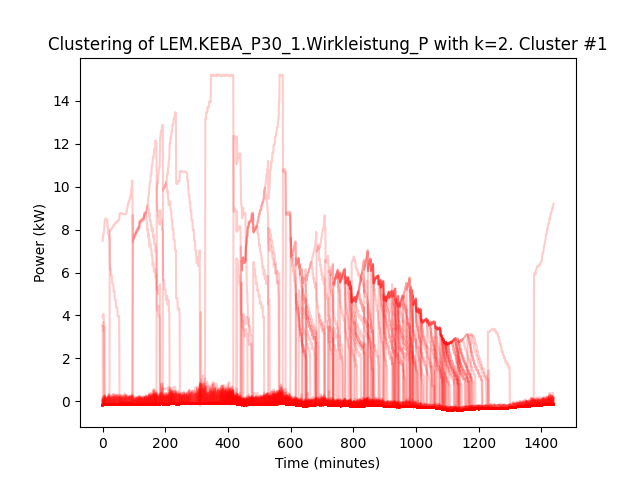 Clustering of LEM.KEBA_P30_1.Wirkleistung_P with k=2. Cluster #1
Power (kW)
14
12
10
8
6
4
2
0
0 200 400 600 800 1000 1200 1400
Time (minutes)